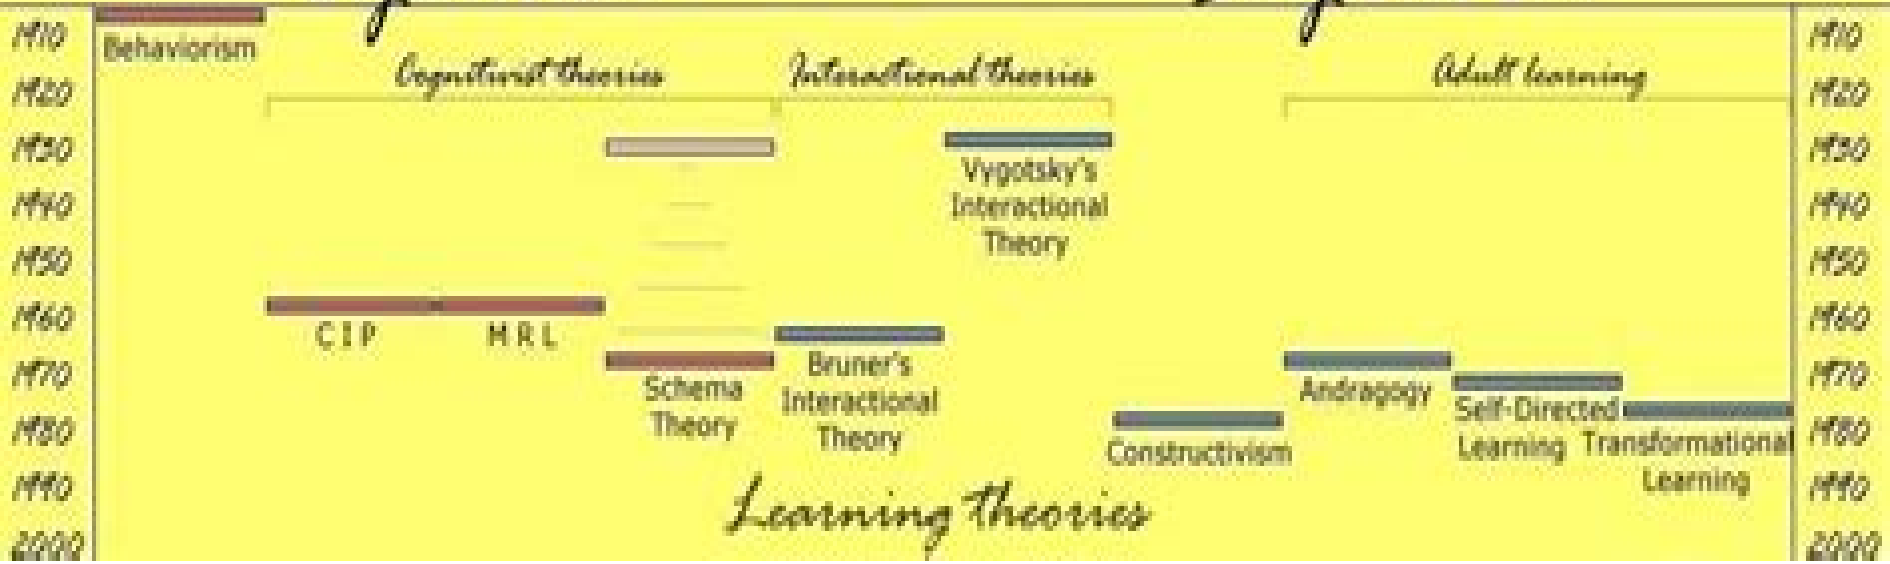 1910
1910
Behaviorism
Cognitivist theories
Interactional theories
Adult learning
1920
1920
1930
1930
Vygotsky's
Interactional
Theory
1940
1940
1950
1950
1960
1960
C I P
M R L
Bruner's
Interactional
Theory
1970
1970
Schema
Theory
Andragogy
Self-Directed
Learning
1980
1980
Constructivism
Transformational
Learning
1990
1990
Learning theories
2000
2000